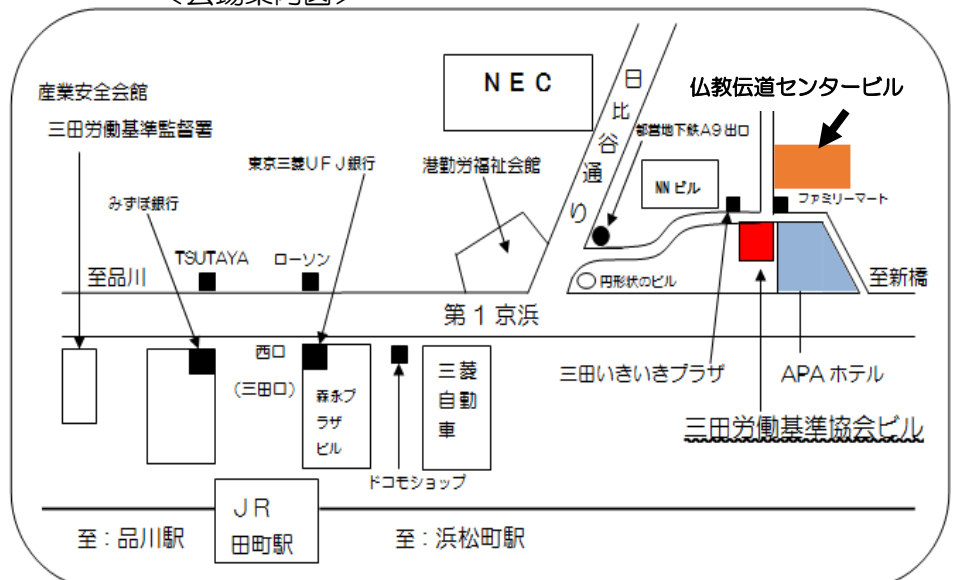 <会場案内図>
NEC
日比谷通り
仏教伝道センタービル
産業安全会館
三田労働基準監督署
都営地下鉄A9出口
東京三菱UFJ銀行
港勤労福祉会館
NNビル
ファミリーマート
みずほ銀行
TSUTAYA
ローソン
至品川
円形状のビル
至新橋
第1京浜
西口
(三田口)
森永プ
ラザ
ビル
三菱
自動
車
三田いきいきプラザ
APAホテル
三田労働基準協会ビル
ドコモショップ
JR
田町駅
至:品川駅
至:浜松町駅